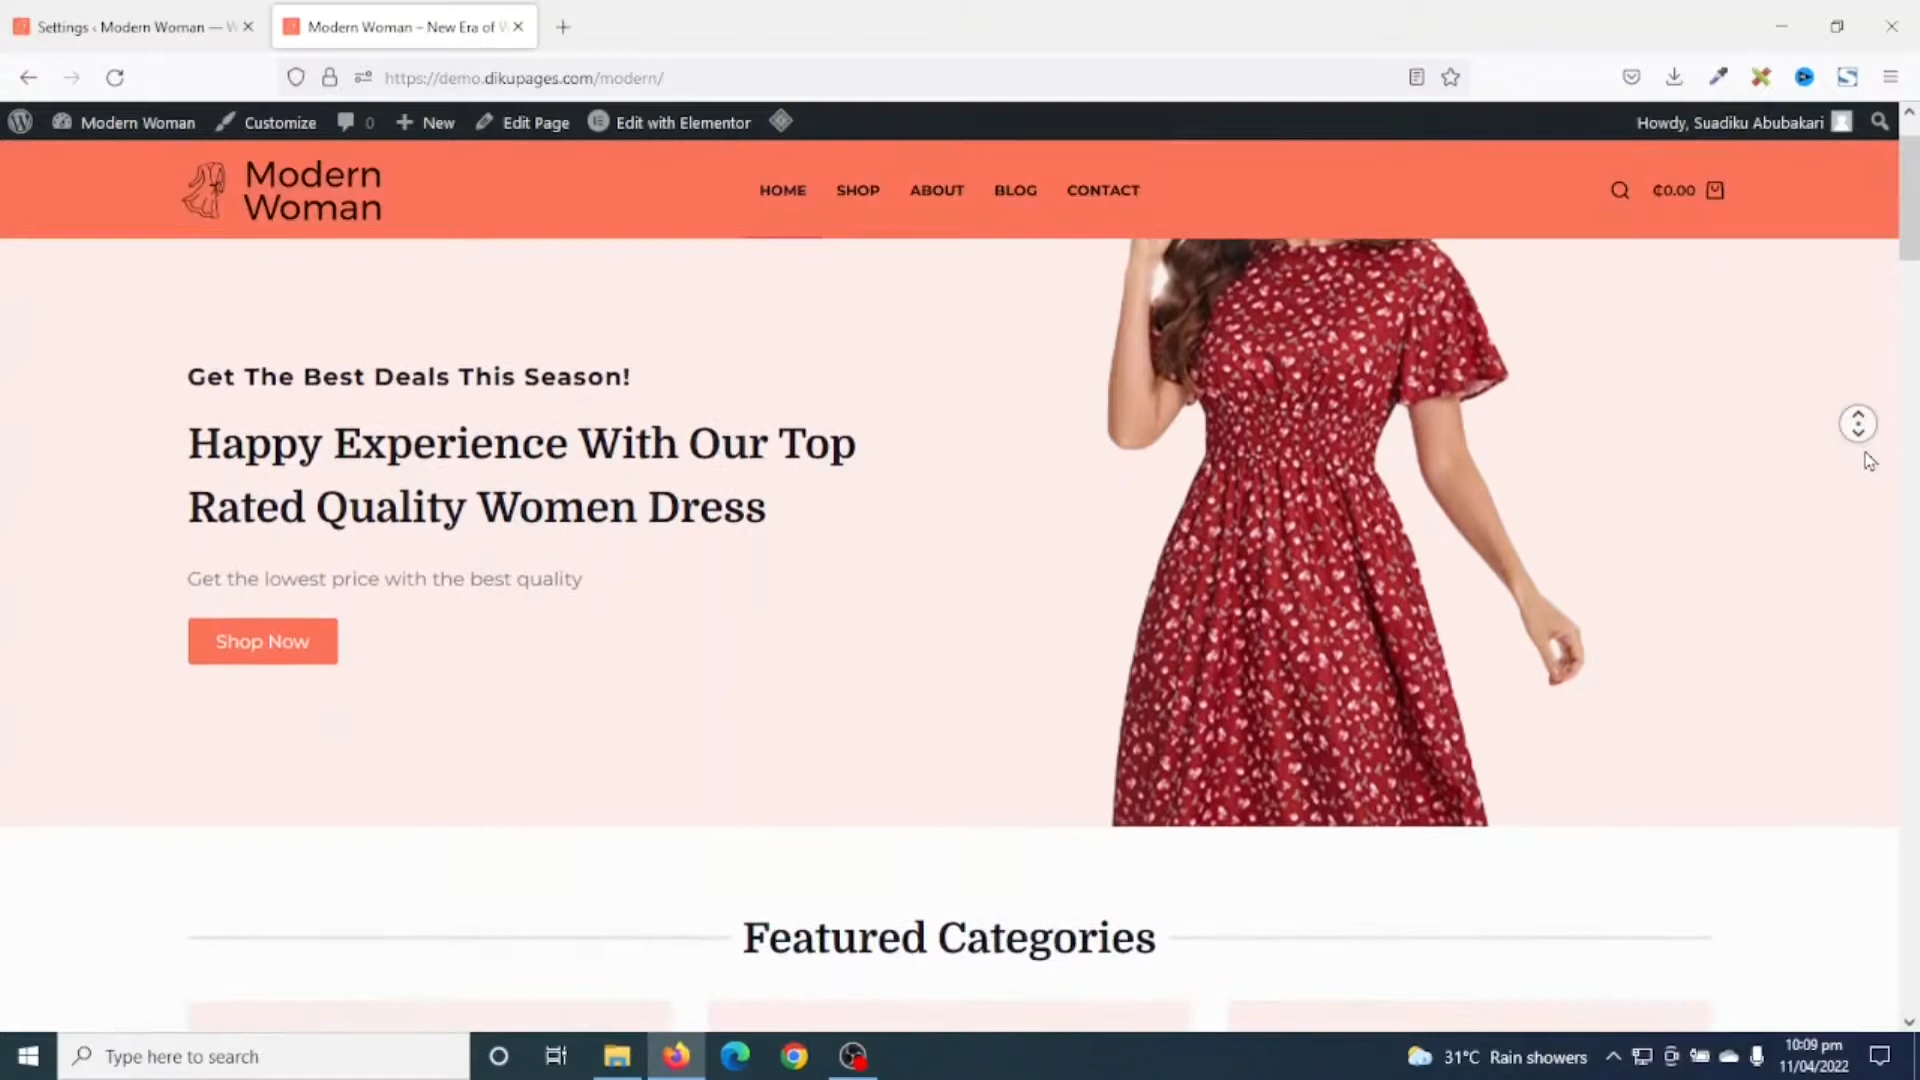 Settings ‹ Modern Woman — W
Modern Woman – New Era of W
https://demo.dikupages.com/modern/
Modern Woman
Customize
0
New
Edit Page
Edit with Elementor
Howdy, Suadiku Abubakari
Modern
Woman
HOME
SHOP
ABOUT
BLOG
CONTACT
₵0.00
Get The Best Deals This Season!
Happy Experience With Our Top
Rated Quality Women Dress
Get the lowest price with the best quality
Shop Now
Featured Categories
Type here to search
31°C Rain showers
10:09 pm
11/04/2022